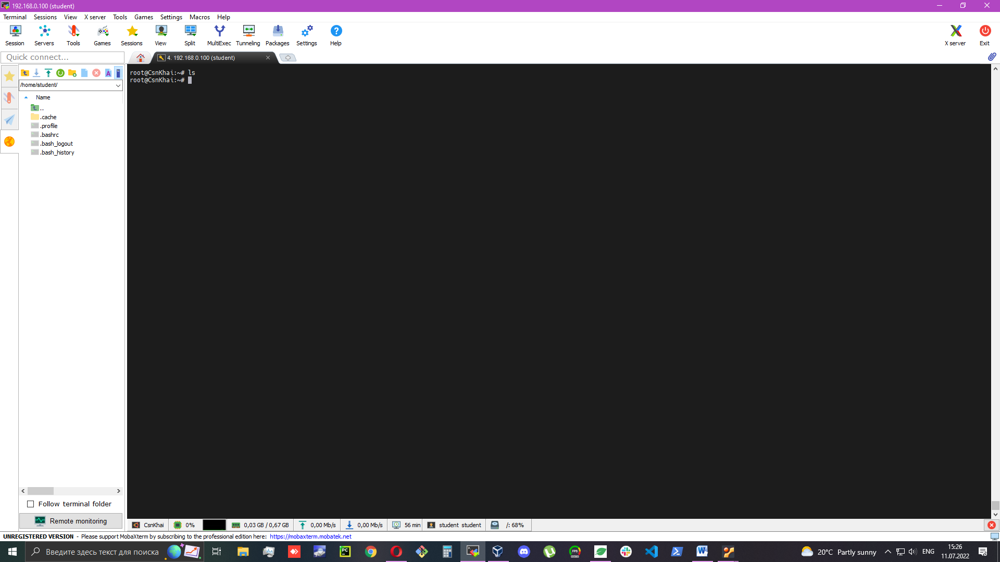 192.168.0.100 (student)
Terminal Sessions View X server Tools Games Settings Macros Help
Session Servers Tools Games Sessions View Split MultiExec Tunneling Packages Settings Help X server Exit
Quick connect... 4. 192.168.0.100 (student)
/home/student/
Name
..
.cache
.profile
.bashrc
.bash_logout
.bash_history
root@CsnKhai:~# ls
root@CsnKhai:~#
Follow terminal folder
Remote monitoring
CsnKhai 0% 0,03 GB / 0,67 GB 0,00 Mb/s 0,00 Mb/s 56 min student student /: 68%
UNREGISTERED VERSION - Please support MobaXterm by subscribing to the professional edition here: https://mobaxterm.mobatek.net
Введите здесь текст для поиска
PC
FPS
20°C Partly sunny
ENG
15:26
11.07.2022